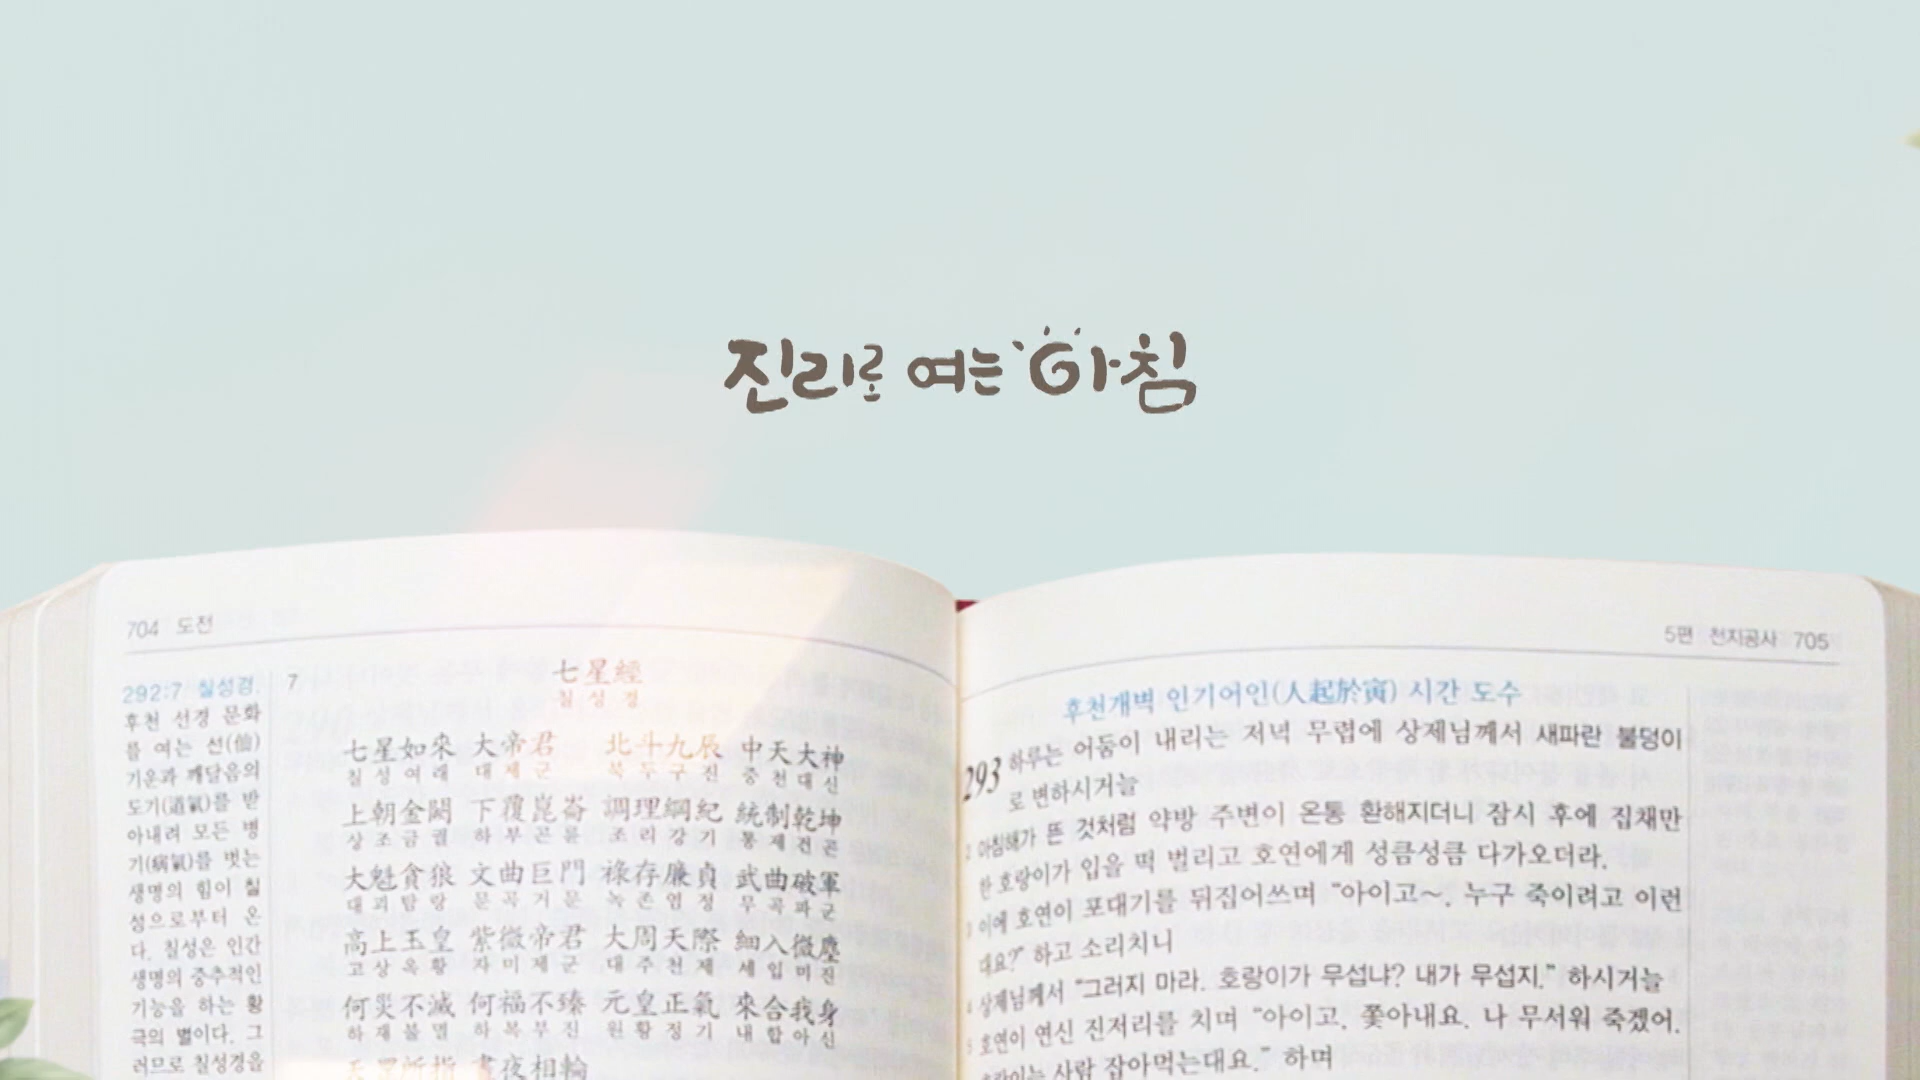 진리로 여는 아침
704 도전
292:7 칠성경.
후천 선경 문화
를 여는 선(仙)
기운과 깨달음의
도기(道氣)를 받
아내려 모든 병
기(病氣)를 벗는
생명의 힘이 칠
성으로부터 온
다. 칠성은 인간
생명의 중추적인
기능을 하는 황
극의 별이다. 그
러므로 칠성경을
7
七星經
칠성경
七星如來 大帝君 北斗九辰 中天大神
칠성여래 대제군 북두구진 중천대신
上朝金闕 下覆崑崙 調理綱紀 統制乾坤
상조금궐 하부곤륜 조리강기 통제건곤
大魁貪狼 文曲巨門 祿存廉貞 武曲破軍
대괴탐랑 문곡거문 녹존염정 무곡파군
高上玉皇 紫微帝君 大周天際 細入微塵
고상옥황 자미제군 대주천제 세입미진
何災不滅 何福不臻 元皇正氣 來合我身
하재불멸 하복부진 원황정기 내합아신
天罡所指 晝夜相輪
5편 천지공사 705
후천개벽 인기어인(人起於寅) 시간 도수
293 하루는 어둠이 내리는 저녁 무렵에 상제님께서 새파란 불덩이
로 변하시거늘
2 아침해가 뜬 것처럼 약방 주변이 온통 환해지더니 잠시 후에 집채만
한 호랑이가 입을 떡 벌리고 호연에게 성큼성큼 다가오더라.
3 이에 호연이 포대기를 뒤집어쓰며 “아이고~, 누구 죽이려고 이런
대요?” 하고 소리치니
4 상제님께서 “그러지 마라. 호랑이가 무섭냐? 내가 무섭지.” 하시거늘
5 호연이 연신 진저리를 치며 “아이고, 쫓아내요. 나 무서워 죽겠어.
호랑이는 사람 잡아먹는대요.” 하며